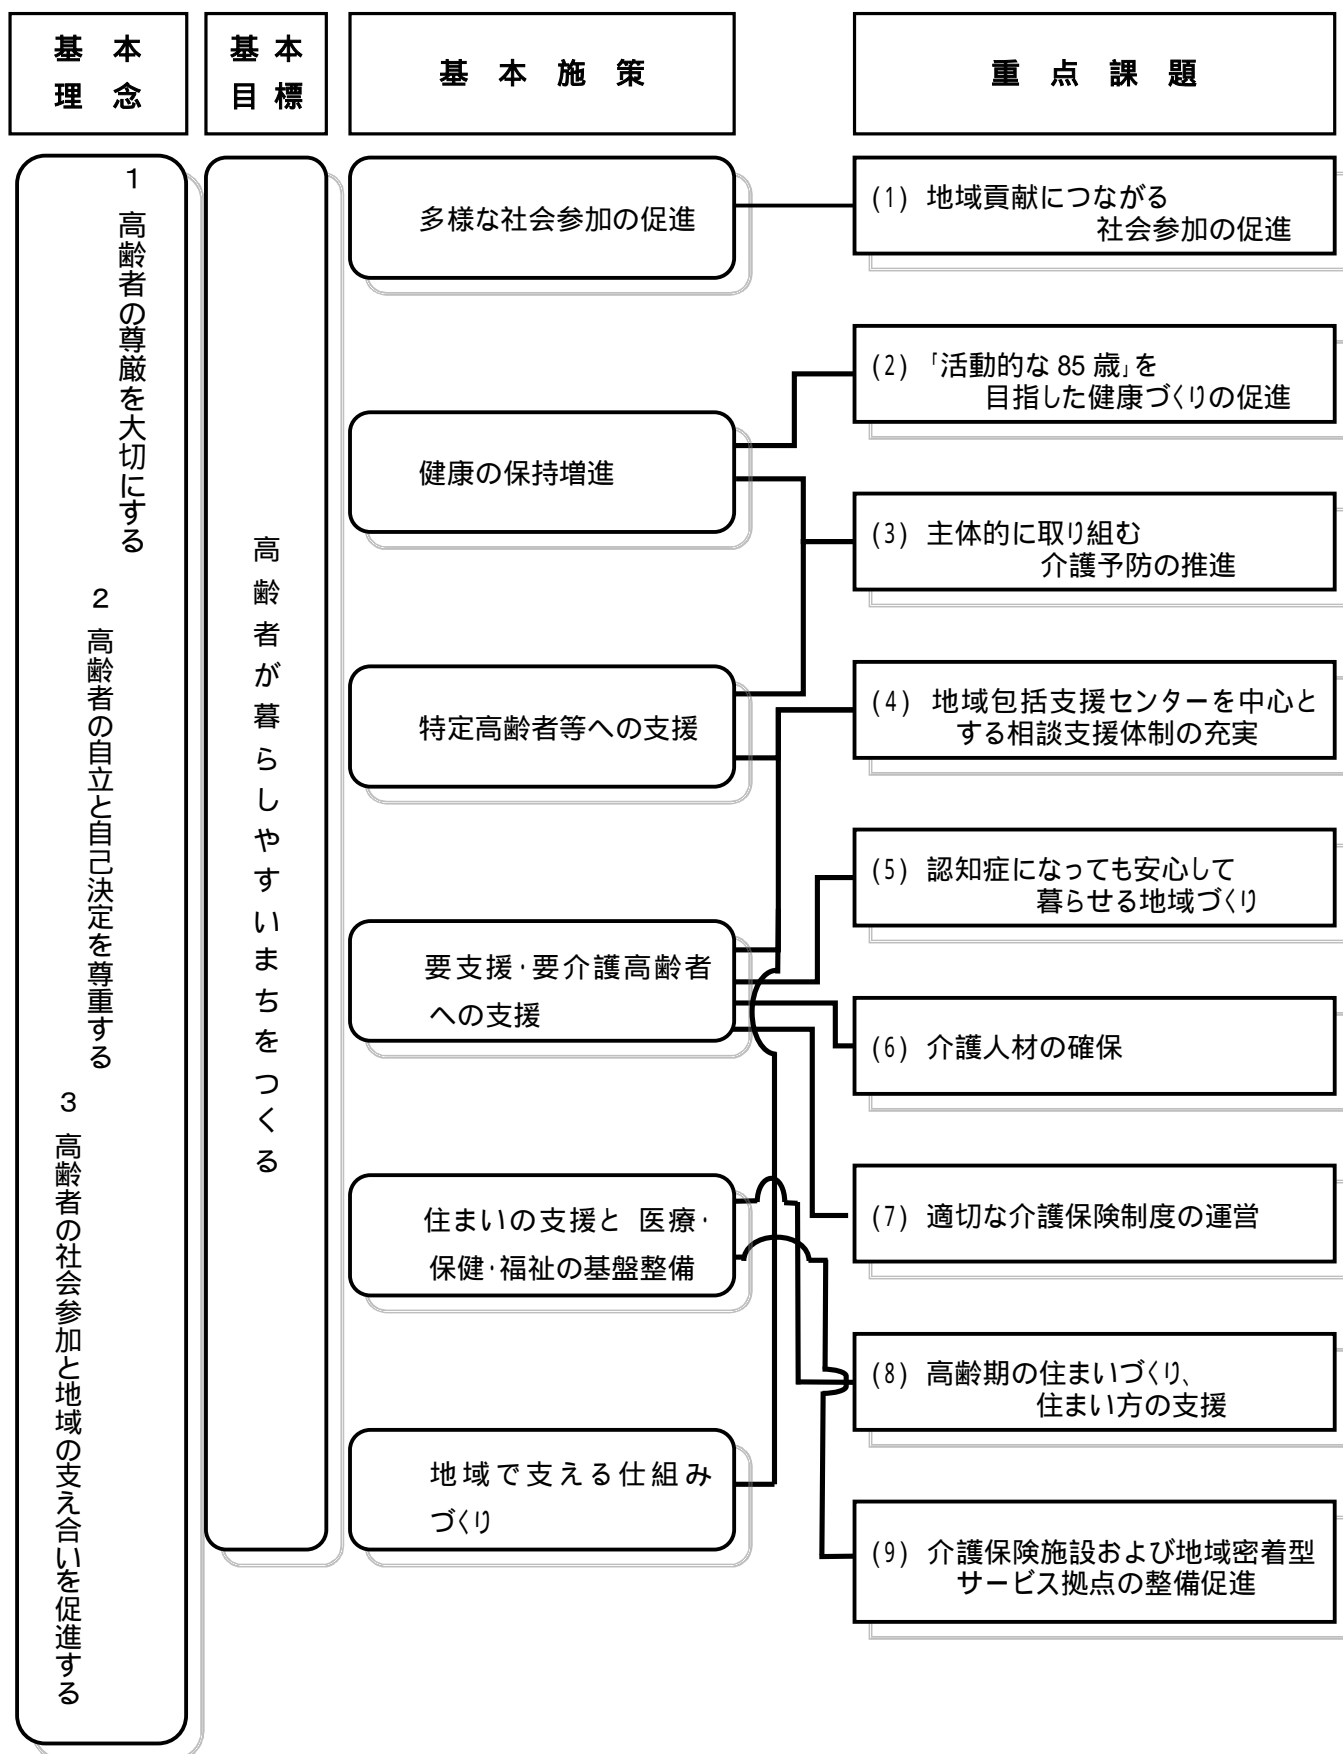 基本
理念
基本
目標
基本施策
重点課題
1 高齢者の尊厳を大切にする
2 高齢者の自立と自己決定を尊重する
3 高齢者の社会参加と地域の支え合いを促進する
高齢者が暮らしやすいまちをつくる
多様な社会参加の促進
健康の保持増進
特定高齢者等への支援
要支援・要介護高齢者
への支援
住まいの支援と 医療・
保健・福祉の基盤整備
地域で支える仕組み
づくり
(1) 地域貢献につながる
社会参加の促進
(2) 「活動的な 85 歳」を
目指した健康づくりの促進
(3) 主体的に取り組む
介護予防の推進
(4) 地域包括支援センターを中心と
する相談支援体制の充実
(5) 認知症になっても安心して
暮らせる地域づくり
(6) 介護人材の確保
(7) 適切な介護保険制度の運営
(8) 高齢期の住まいづくり、
住まい方の支援
(9) 介護保険施設および地域密着型
サービス拠点の整備促進